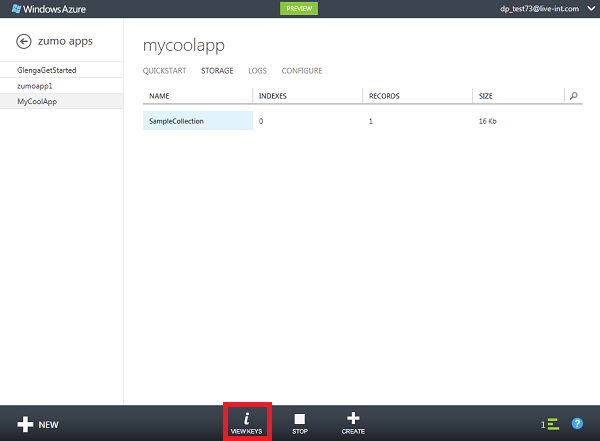 Windows Azure PREVIEW dp_test73@live-int.com
zumo apps
GlengaGetStarted
zumoapp1
MyCoolApp
mycoolapp
QUICKSTART STORAGE LOGS CONFIGURE
NAME INDEXES RECORDS SIZE
SampleCollection 0 1 16 Kb
NEW
i
VIEW KEYS STOP CREATE
1 ?